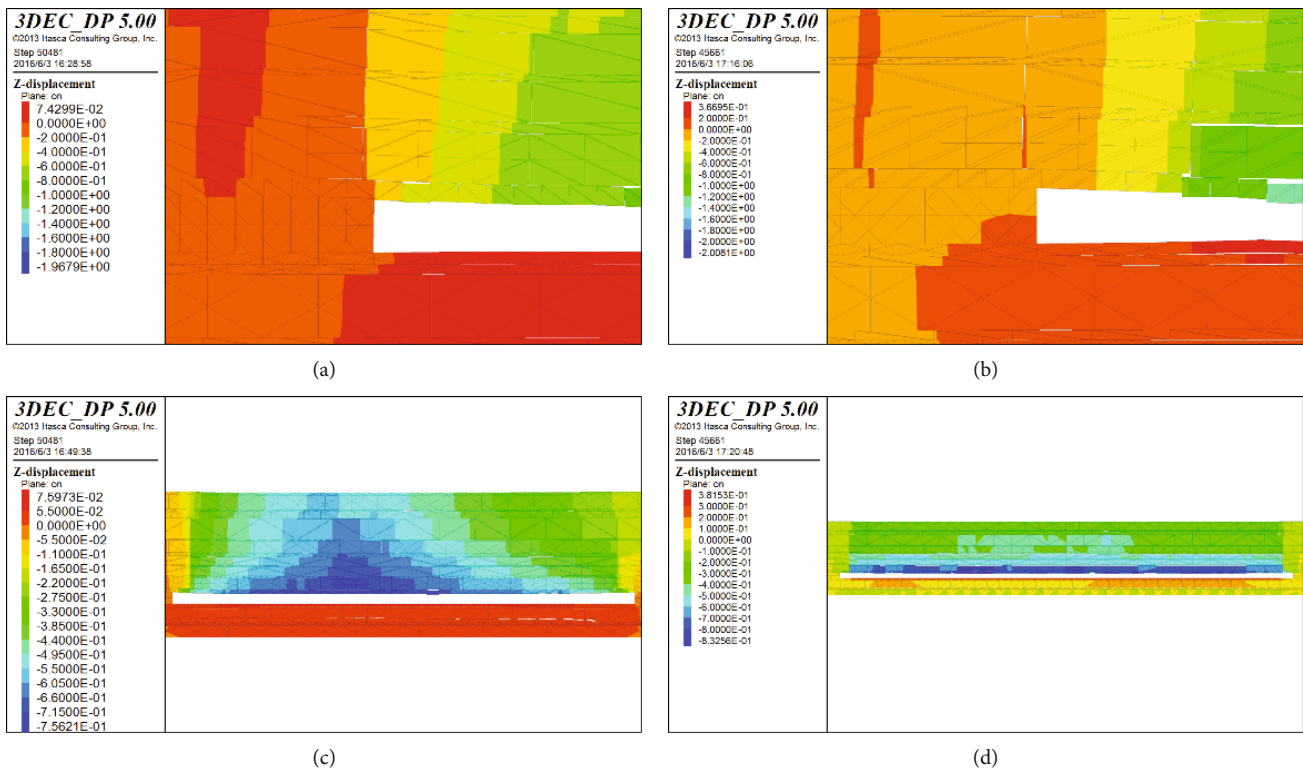 3DEC_DP 5.00
©2013 Itasca Consulting Group, Inc.
Step 50481
2016/6/3 16:28:58
Z-displacement
Plane: on
7.4299E-02
0.0000E+00
-2.0000E-01
-4.0000E-01
-6.0000E-01
-8.0000E-01
-1.0000E+00
-1.2000E+00
-1.4000E+00
-1.6000E+00
-1.8000E+00
-1.9679E+00
(a)
3DEC_DP 5.00
©2013 Itasca Consulting Group, Inc.
Step 45661
2016/6/3 17:16:06
Z-displacement
Plane: on
3.6695E-01
2.0000E-01
0.0000E+00
-2.0000E-01
-4.0000E-01
-6.0000E-01
-8.0000E-01
-1.0000E+00
-1.2000E+00
-1.4000E+00
-1.6000E+00
-1.8000E+00
-2.0000E+00
-2.0081E+00
(b)
3DEC_DP 5.00
©2013 Itasca Consulting Group, Inc.
Step 50481
2016/6/3 16:49:38
Z-displacement
Plane: on
7.5973E-02
5.5000E-02
0.0000E+00
-5.5000E-02
-1.1000E-01
-1.6500E-01
-2.2000E-01
-2.7500E-01
-3.3000E-01
-3.8500E-01
-4.4000E-01
-4.9500E-01
-5.5000E-01
-6.0500E-01
-6.6000E-01
-7.1500E-01
-7.5621E-01
(c)
3DEC_DP 5.00
©2013 Itasca Consulting Group, Inc.
Step 45661
2016/6/3 17:20:48
Z-displacement
Plane: on
3.8153E-01
3.0000E-01
2.0000E-01
1.0000E-01
0.0000E+00
-1.0000E-01
-2.0000E-01
-3.0000E-01
-4.0000E-01
-5.0000E-01
-6.0000E-01
-7.0000E-01
-8.0000E-01
-8.3256E-01
(d)